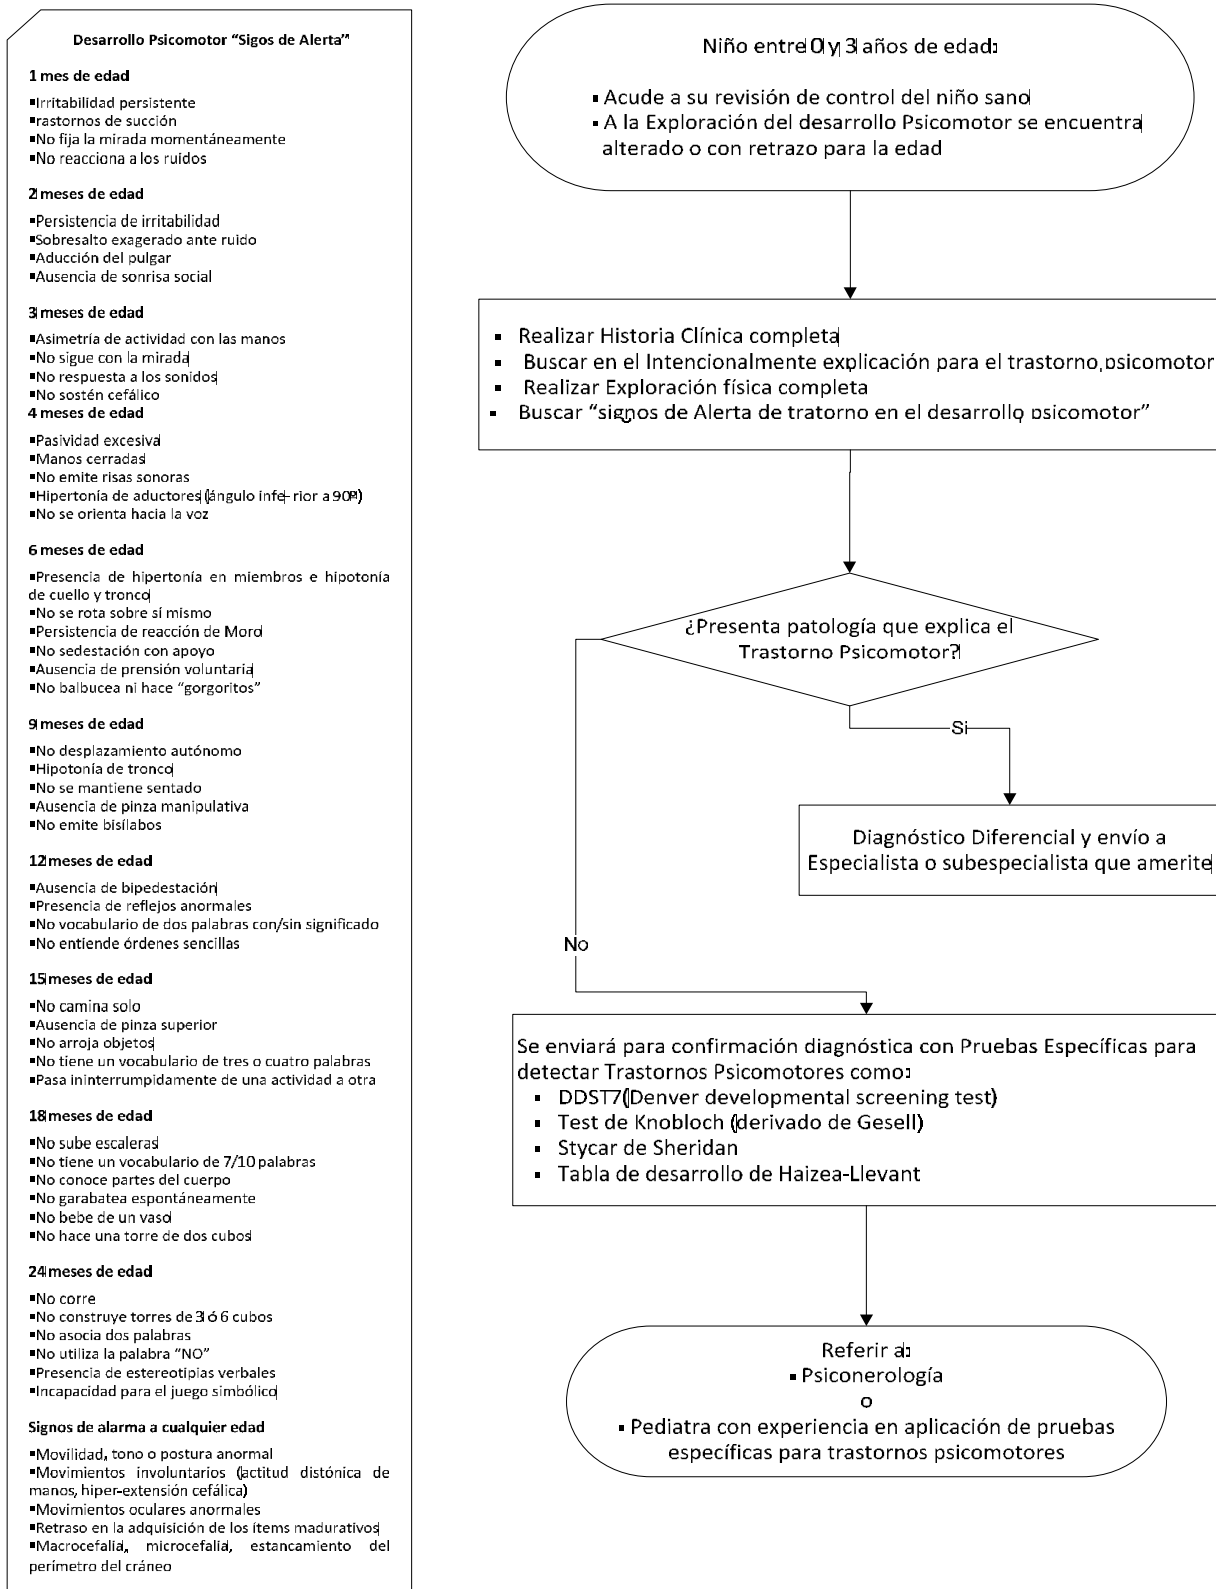 Desarrollo Psicomotor “Sigos de Alerta”
1 mes de edad
▪Irritabilidad persistente
▪rastornos de succión
▪No fija la mirada momentáneamente
▪No reacciona a los ruidos
2 meses de edad
▪Persistencia de irritabilidad
▪Sobresalto exagerado ante ruido
▪Aducción del pulgar
▪Ausencia de sonrisa social
3 meses de edad
▪Asimetría de actividad con las manos
▪No sigue con la mirada
▪No respuesta a los sonidos
▪No sostén cefálico
4 meses de edad
▪Pasividad excesiva
▪Manos cerradas
▪No emite risas sonoras
▪Hipertonía de aductores (ángulo infe- rior a 90º)
▪No se orienta hacia la voz
6 meses de edad
▪Presencia de hipertonía en miembros e hipotonía
de cuello y tronco
▪No se rota sobre sí mismo
▪Persistencia de reacción de Moro
▪No sedestación con apoyo
▪Ausencia de prensión voluntaria
▪No balbucea ni hace “gorgoritos”
9 meses de edad
▪No desplazamiento autónomo
▪Hipotonía de tronco
▪No se mantiene sentado
▪Ausencia de pinza manipulativa
▪No emite bisílabos
12 meses de edad
▪Ausencia de bipedestación
▪Presencia de reflejos anormales
▪No vocabulario de dos palabras con/sin significado
▪No entiende órdenes sencillas
15 meses de edad
▪No camina solo
▪Ausencia de pinza superior
▪No arroja objetos
▪No tiene un vocabulario de tres o cuatro palabras
▪Pasa ininterrumpidamente de una actividad a otra
18 meses de edad
▪No sube escaleras
▪No tiene un vocabulario de 7/10 palabras
▪No conoce partes del cuerpo
▪No garabatea espontáneamente
▪No bebe de un vaso
▪No hace una torre de dos cubos
24 meses de edad
▪No corre
▪No construye torres de 3 ó 6 cubos
▪No asocia dos palabras
▪No utiliza la palabra “NO”
▪Presencia de estereotipias verbales
▪Incapacidad para el juego simbólico
Signos de alarma a cualquier edad
▪Movilidad, tono o postura anormal
▪Movimientos involuntarios (actitud distónica de
manos, hiper-extensión cefálica)
▪Movimientos oculares anormales
▪Retraso en la adquisición de los ítems madurativos
▪Macrocefalia, microcefalia, estancamiento del
perímetro del cráneo
Niño entre 0 y 3 años de edad:
▪ Acude a su revisión de control del niño sano
▪ A la Exploración del desarrollo Psicomotor se encuentra
alterado o con retrazo para la edad
▪ Realizar Historia Clínica completa
▪ Buscar en el Intencionalmente explicación para el trastorno psicomotor
▪ Realizar Exploración física completa
▪ Buscar “signos de Alerta de tratorno en el desarrollo psicomotor”
¿Presenta patología que explica el
Trastorno Psicomotor?
Si
Diagnóstico Diferencial y envío a
Especialista o subespecialista que amerite
No
Se enviará para confirmación diagnóstica con Pruebas Específicas para
detectar Trastornos Psicomotores como:
▪ DDST7(Denver developmental screening test)
▪ Test de Knobloch (derivado de Gesell)
▪ Stycar de Sheridan
▪ Tabla de desarrollo de Haizea-Llevant
Referir a:
▪ Psiconerología
o
▪ Pediatra con experiencia en aplicación de pruebas
específicas para trastornos psicomotores